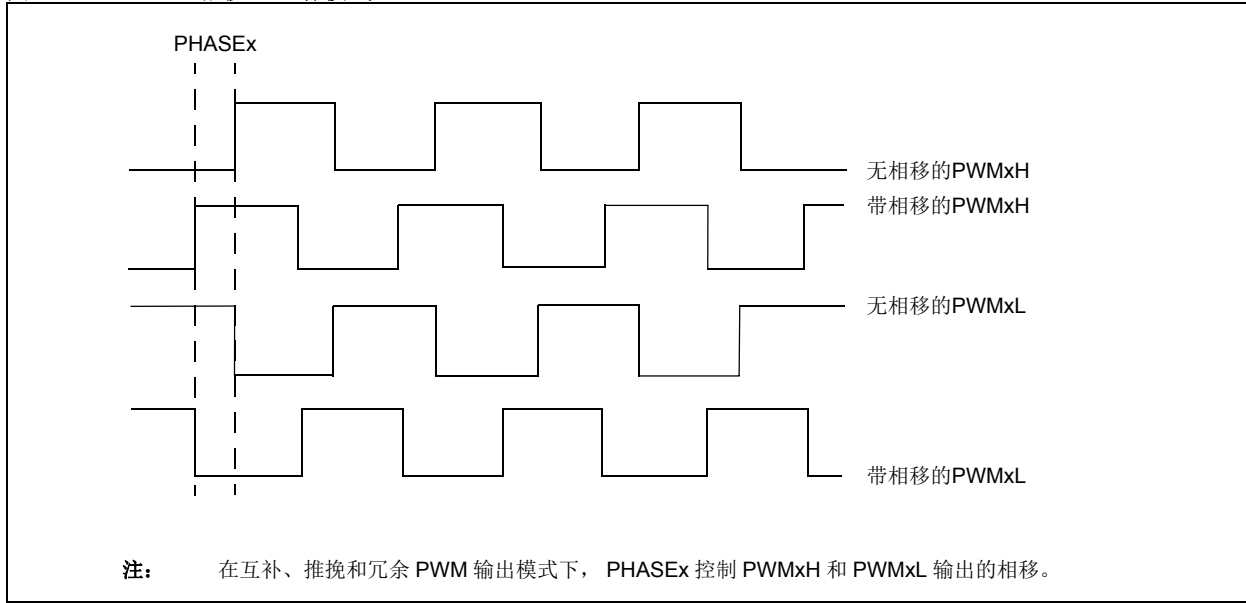 PHASEx
无相移的PWMxH
带相移的PWMxH
无相移的PWMxL
带相移的PWMxL
注： 在互补、推挽和冗余 PWM 输出模式下， PHASEx 控制 PWMxH 和 PWMxL 输出的相移。